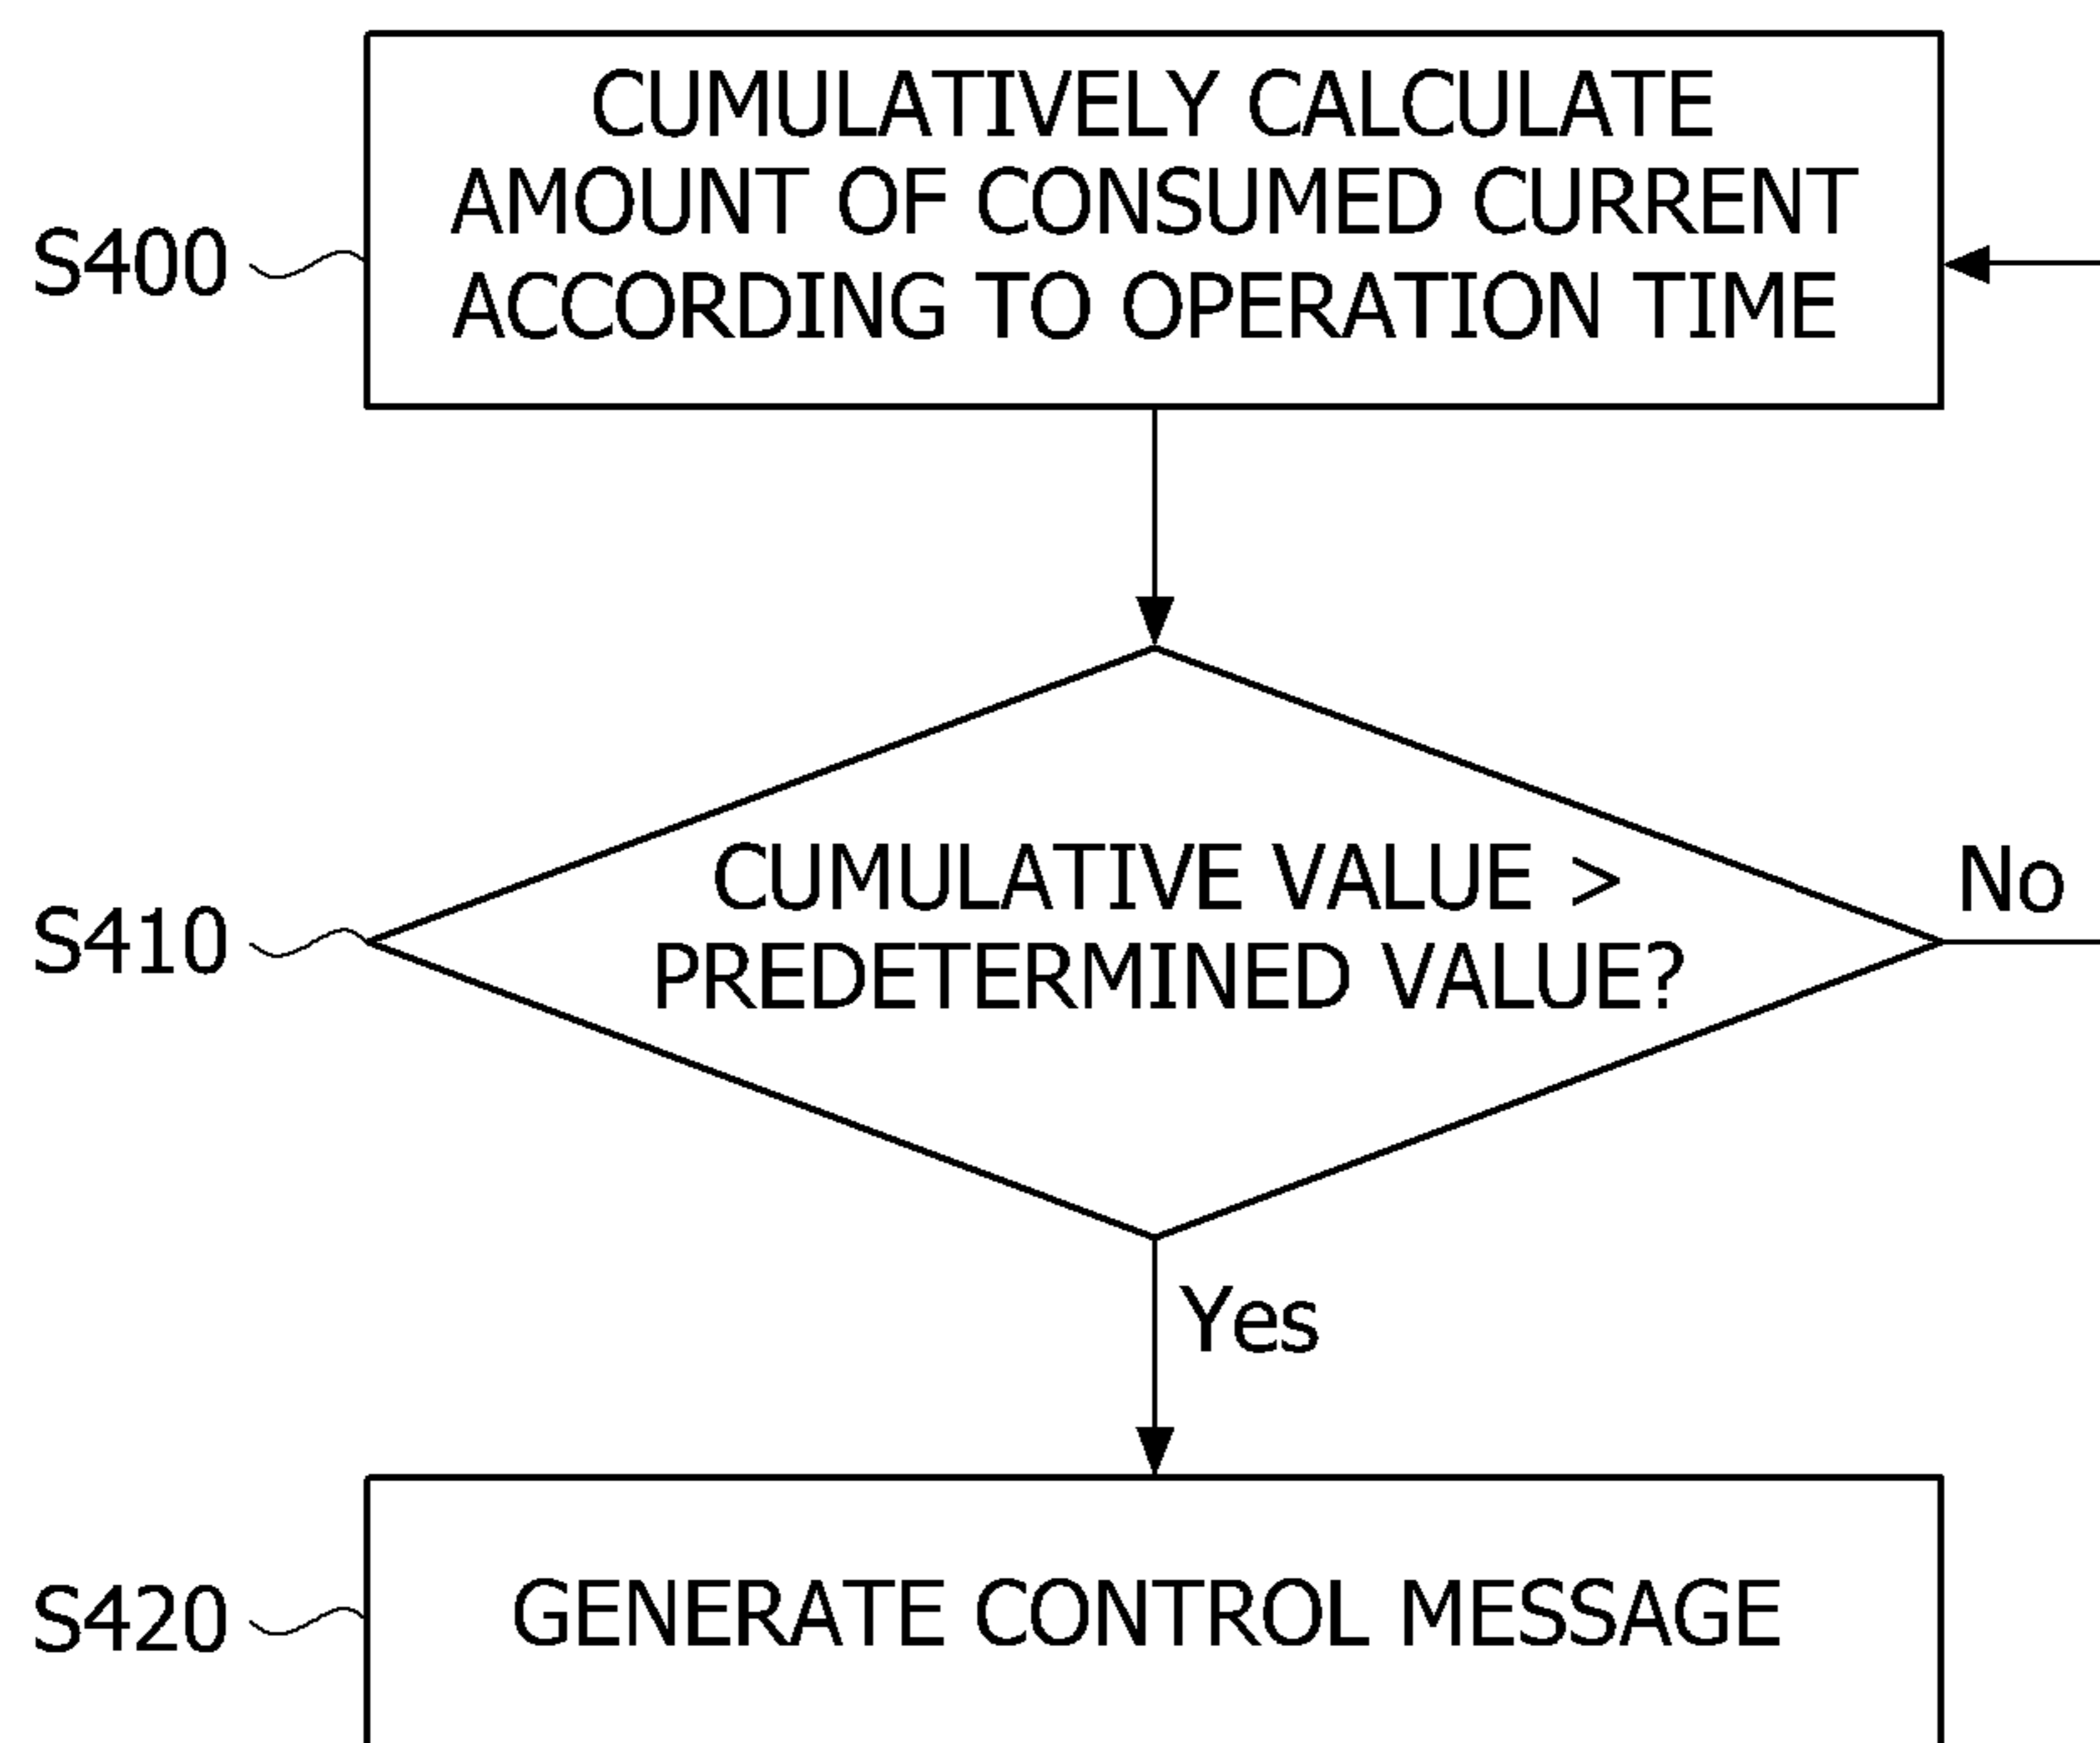 CUMULATIVELY CALCULATE
AMOUNT OF CONSUMED CURRENT
ACCORDING TO OPERATION TIME
S400
CUMULATIVE VALUE >
PREDETERMINED VALUE?
S410
No
Yes
GENERATE CONTROL MESSAGE
S420